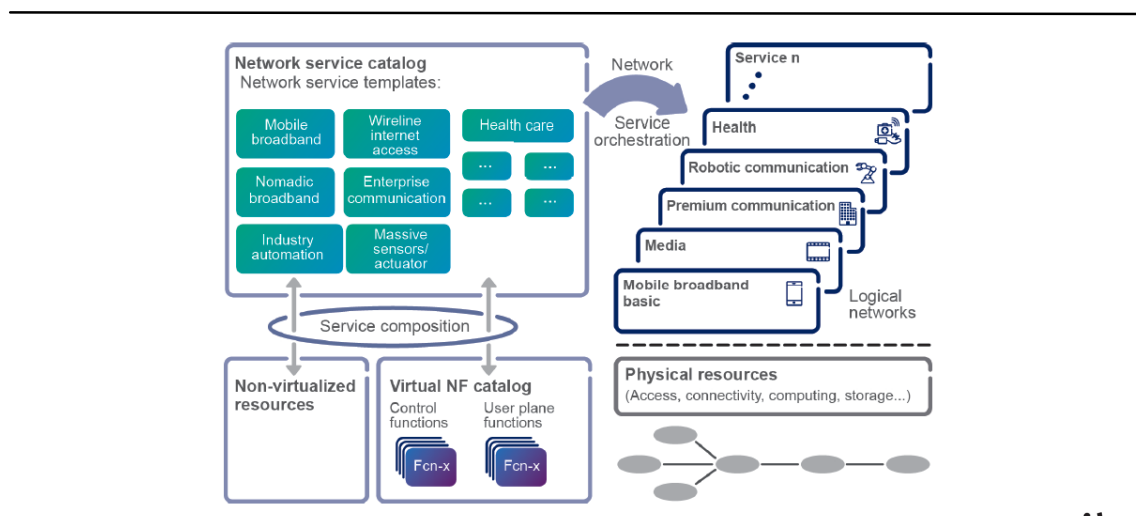 Network service catalog
Network service templates:
Mobile
broadband
Wireline
internet
access
Health care
Nomadic
broadband
Enterprise
communication
...
...
...
...
Industry
automation
Massive
sensors/
actuator
Service composition
Non-virtualized
resources
Virtual NF catalog
Control
functions
User plane
functions
Fcn-x
Fcn-x
Network
Service
orchestration
Service n
Health
Robotic communication
Premium communication
Media
Mobile broadband
basic
Logical
networks
Physical resources
(Access, connectivity, computing, storage...)